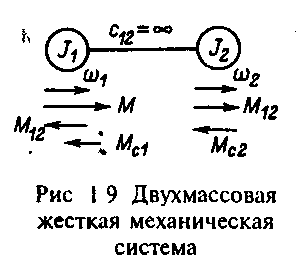 c12=∞
J1
J2
ω1
ω2
M
M12
M12
Mc1
Mc2
Рис 1 9 Двухмассовая
жесткая механическая
система